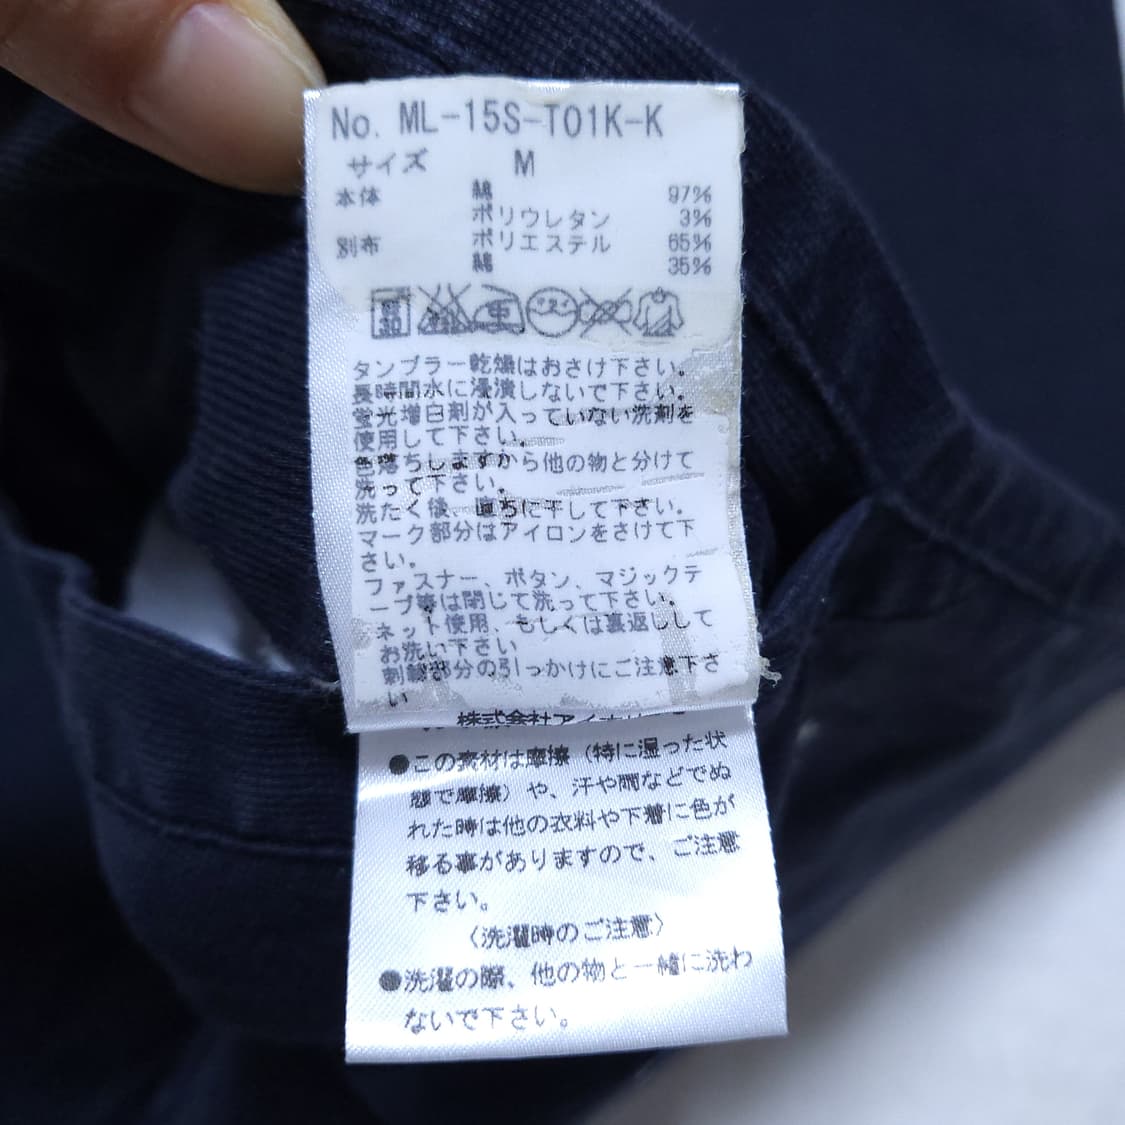 No. ML-15S-T01K-K
サイズ M
本体 綿 97%
ポリウレタン 3%
別布 ポリエステル 65%
綿 35%
タンブラー乾燥はおさけ下さい。
長時間水に浸漬しないで下さい。
蛍光増白剤が入っていない洗剤を
使用して下さい。
色落ちしますから他の物と分けて
洗って下さい。
洗たく後、直ちに干して下さい。
マーク部分はアイロンをさけて下
さい。
ファスナー、ボタン、マジックテ
ープ等は閉じて洗って下さい。
ネット使用、もしくは裏返しして
お洗い下さい
刺繍部分の引っかけにご注意下さ
い
株式会社アイ
●この素材は摩擦（特に湿った状
態で摩擦）や、汗や雨などでぬ
れた時は他の衣料や下着に色が
移る事がありますので、ご注意
下さい。
〈洗濯時のご注意〉
●洗濯の際、他の物と一緒に洗わ
ないで下さい。